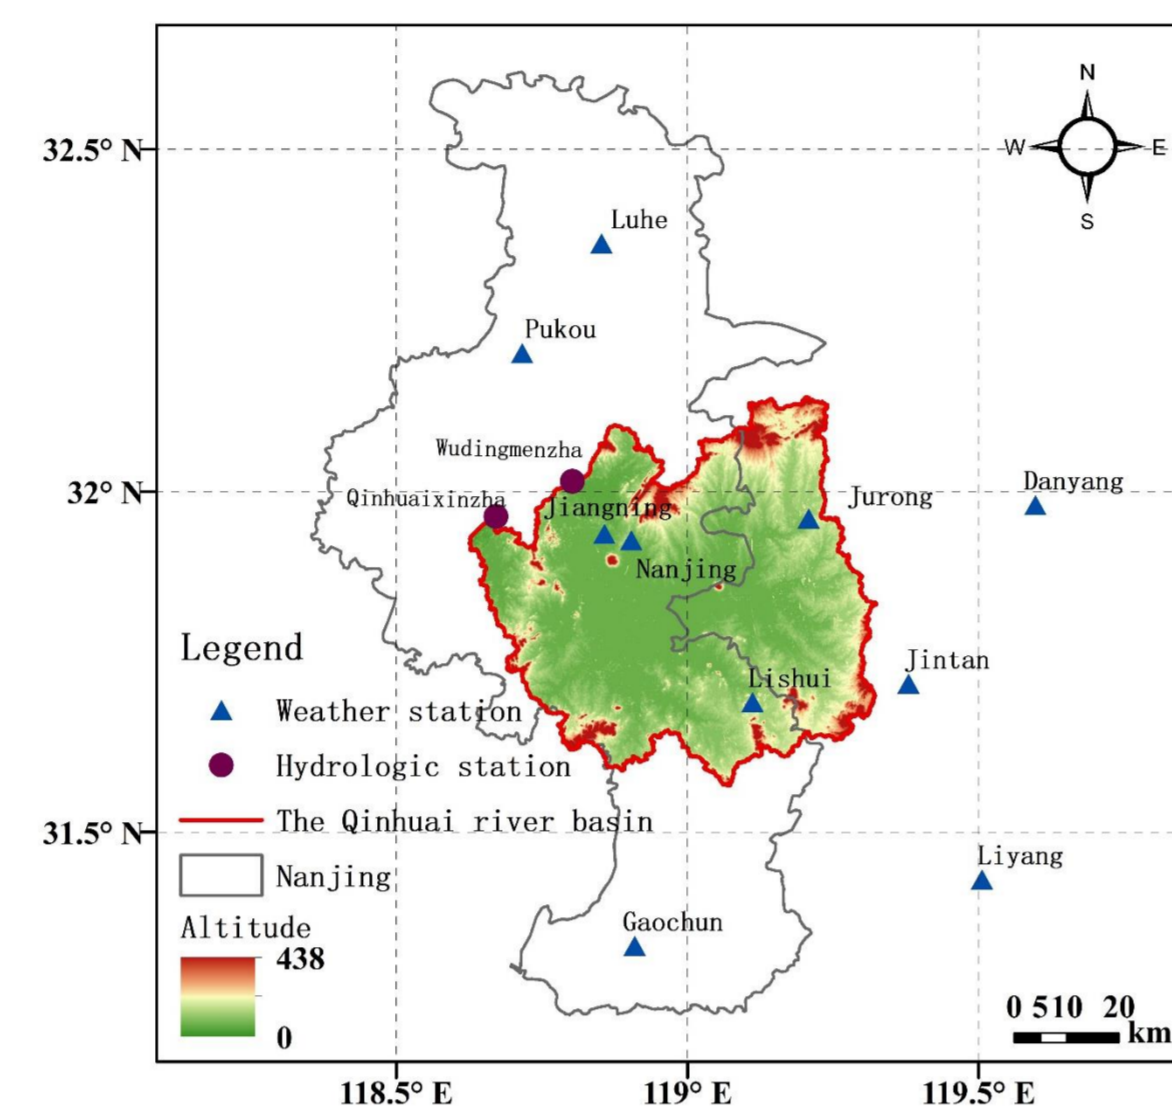 N
32.5° N
W
E
S
Luhe
Pukou
Wudingmenzha
32° N
Qinhuaixinzha
Jiangning
Jurong
Danyang
Nanjing
Legend
Lishui
Jintan
Weather station
Hydrologic station
The Qinhuai river basin
31.5° N
Nanjing
Liyang
Altitude
Gaochun
438
0
0 510 20
km
118.5° E
119° E
119.5° E